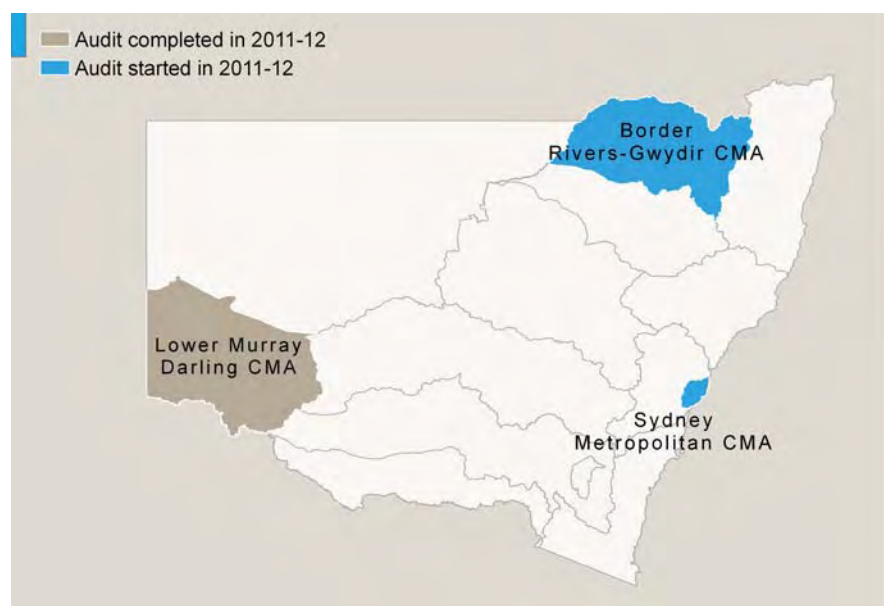 Audit completed in 2011-12
Audit started in 2011-12
Border
Rivers-Gwydir CMA
Lower Murray
Darling CMA
Sydney
Metropolitan CMA